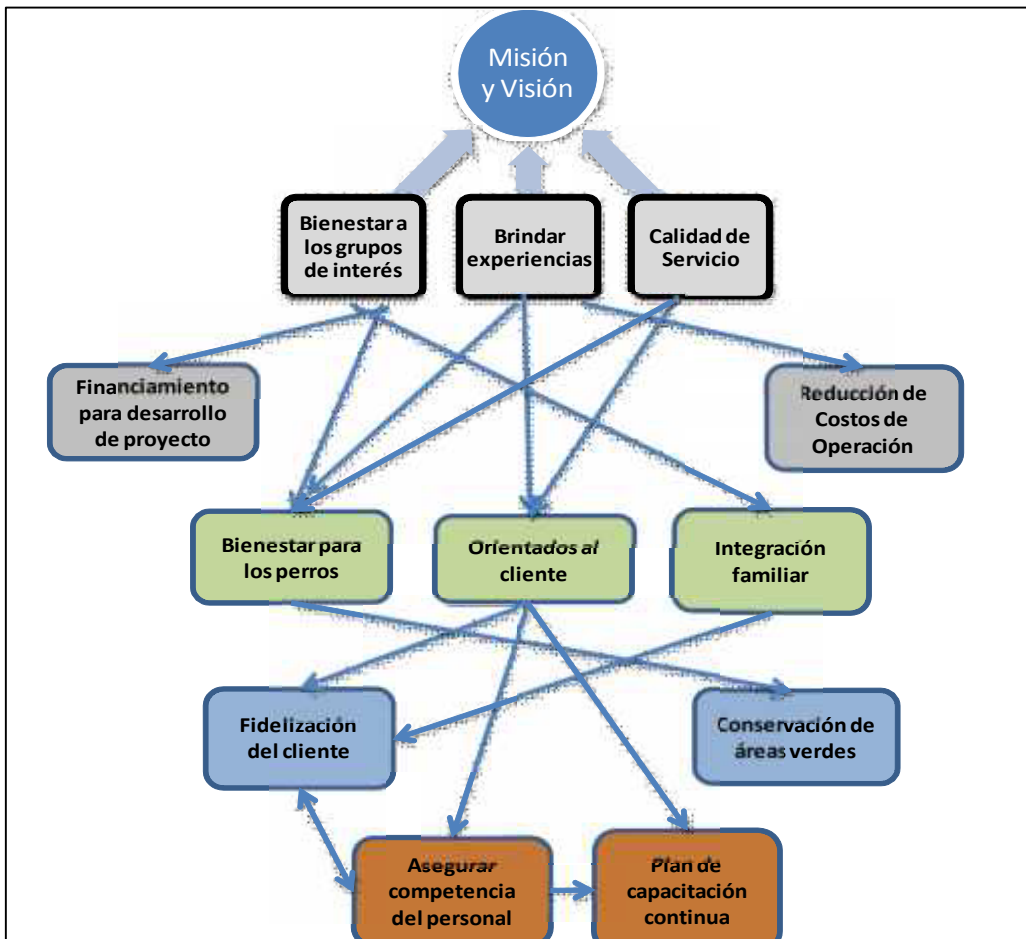 Misión
y Visión
Bienestar a
los grupos
de interés
Brindar
experiencias
Calidad de
Servicio
Financiamiento
para desarrollo
de proyecto
Reducción de
Costos de
Operación
Bienestar para
los perros
Orientados al
cliente
Integración
familiar
Fidelización
del cliente
Conservación de
áreas verdes
Asegurar
competencia
del personal
Plan de
capacitación
continua